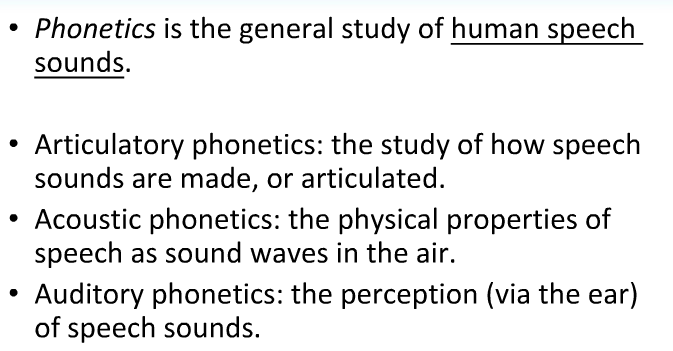 • Phonetics is the general study of human speech
sounds.
• Articulatory phonetics: the study of how speech
sounds are made, or articulated.
• Acoustic phonetics: the physical properties of
speech as sound waves in the air.
• Auditory phonetics: the perception (via the ear)
of speech sounds.